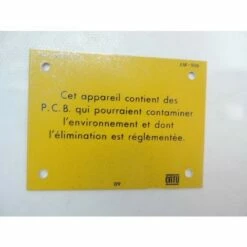 Cet appareil contient des
P.C.B. qui pourraient contaminer
l'environnement et dont
l'élimination est réglementée.